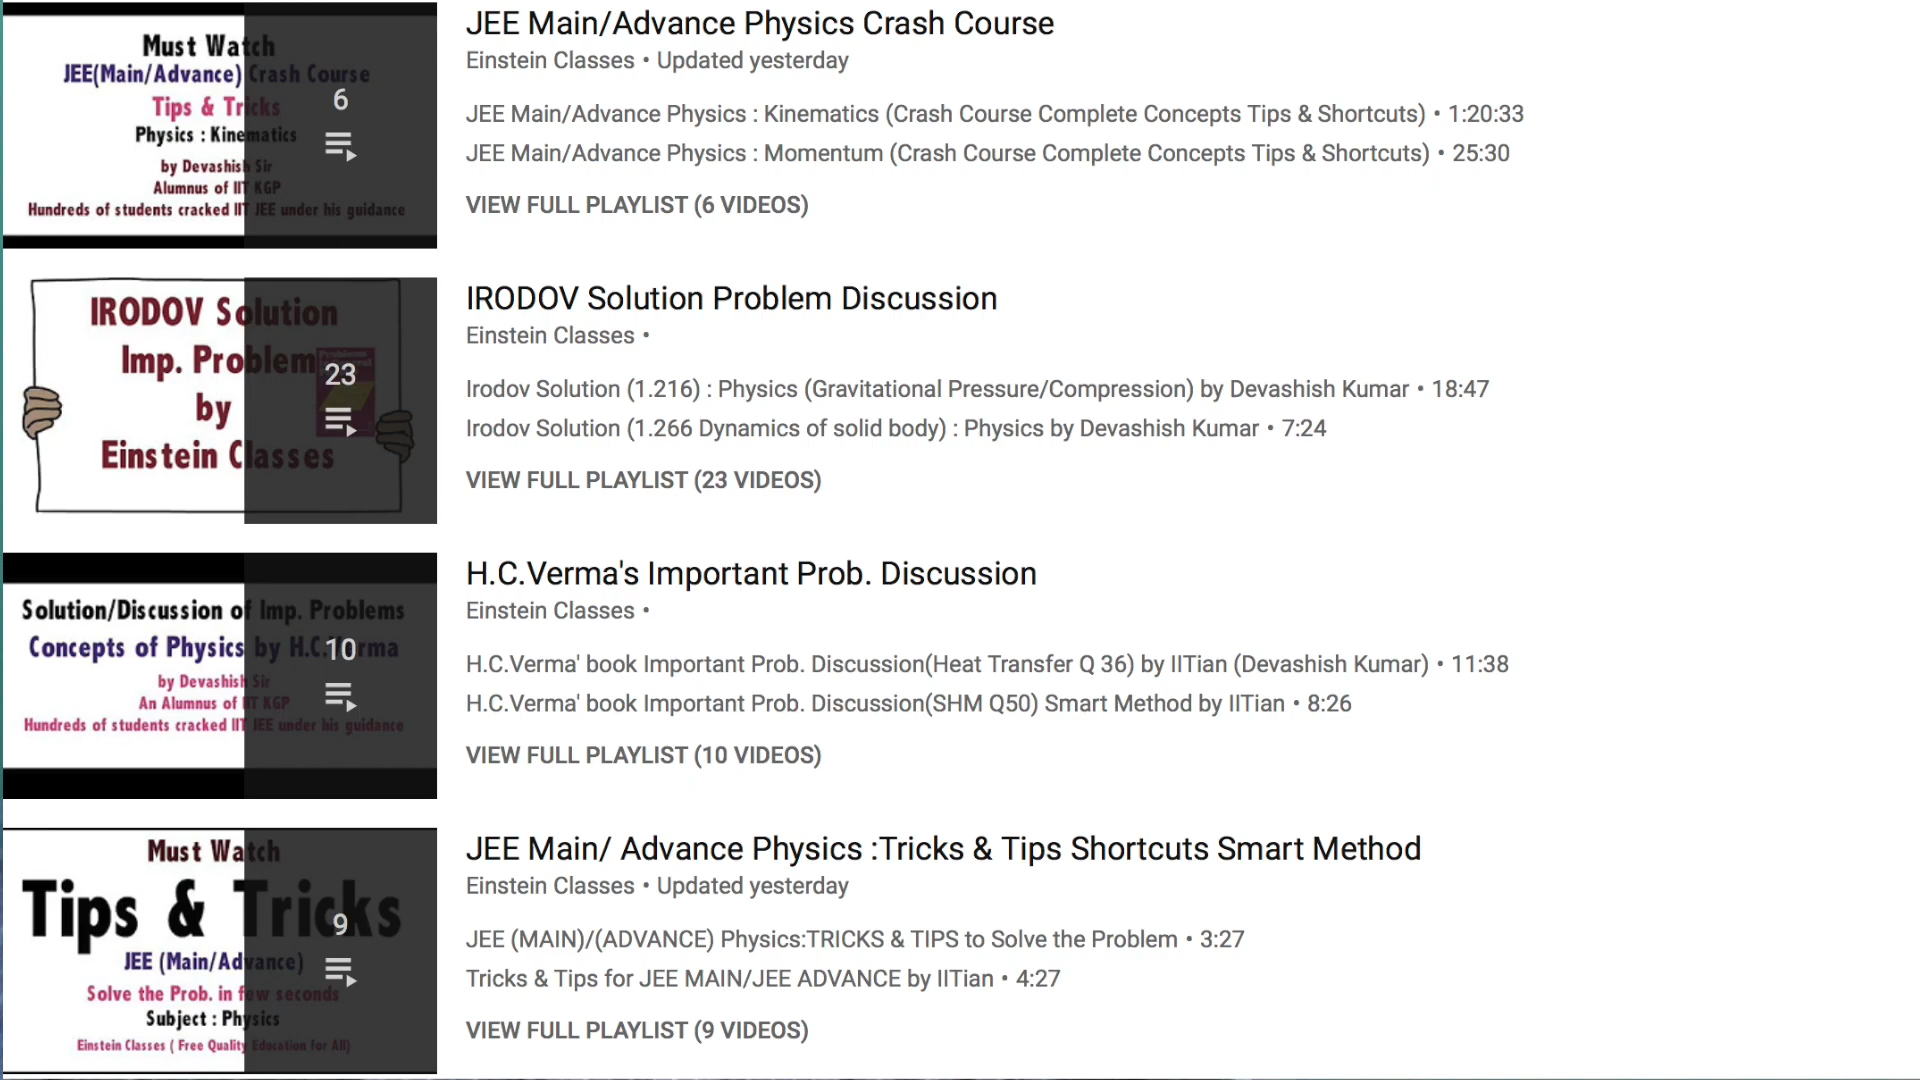 Must Watch
JEE(Main/Advance) Crash Course
Tips & Tricks
Physics : Kinematics
by Devashish Sir
Alumnus of IIT KGP
Hundreds of students cracked IIT JEE under his guidance
6
JEE Main/Advance Physics Crash Course
Einstein Classes • Updated yesterday
JEE Main/Advance Physics : Kinematics (Crash Course Complete Concepts Tips & Shortcuts) • 1:20:33
JEE Main/Advance Physics : Momentum (Crash Course Complete Concepts Tips & Shortcuts) • 25:30
VIEW FULL PLAYLIST (6 VIDEOS)
IRODOV Solution
Imp. Problem
by
Einstein Classes
23
IRODOV Solution Problem Discussion
Einstein Classes •
Irodov Solution (1.216) : Physics (Gravitational Pressure/Compression) by Devashish Kumar • 18:47
Irodov Solution (1.266 Dynamics of solid body) : Physics by Devashish Kumar • 7:24
VIEW FULL PLAYLIST (23 VIDEOS)
Solution/Discussion of Imp. Problems
Concepts of Physics by H.C.Verma
by Devashish Sir
An Alumnus of IIT KGP
Hundreds of students cracked IIT JEE under his guidance
10
H.C.Verma's Important Prob. Discussion
Einstein Classes •
H.C.Verma' book Important Prob. Discussion(Heat Transfer Q 36) by IITian (Devashish Kumar) • 11:38
H.C.Verma' book Important Prob. Discussion(SHM Q50) Smart Method by IITian • 8:26
VIEW FULL PLAYLIST (10 VIDEOS)
Must Watch
Tips & Tricks
JEE (Main/Advance)
Solve the Prob. in few seconds
Subject : Physics
Einstein Classes ( Free Quality Education for All)
9
JEE Main/ Advance Physics :Tricks & Tips Shortcuts Smart Method
Einstein Classes • Updated yesterday
JEE (MAIN)/(ADVANCE) Physics:TRICKS & TIPS to Solve the Problem • 3:27
Tricks & Tips for JEE MAIN/JEE ADVANCE by IITian • 4:27
VIEW FULL PLAYLIST (9 VIDEOS)